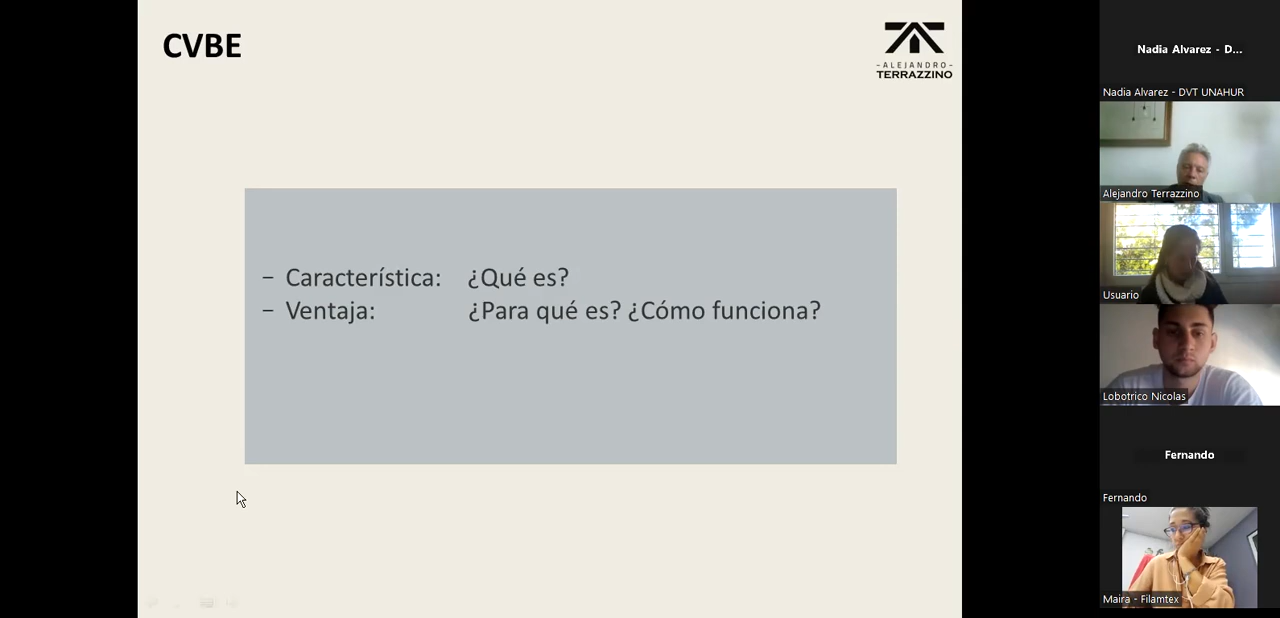 CVBE
-ALEJANDRO-
TERRAZZINO
– Característica: ¿Qué es?
– Ventaja: ¿Para qué es? ¿Cómo funciona?
Nadia Alvarez - D...
Nadia Alvarez - DVT UNAHUR
Alejandro Terrazzino
Usuario
Lobotrico Nicolas
Fernando
Fernando
Maira - Filamtex